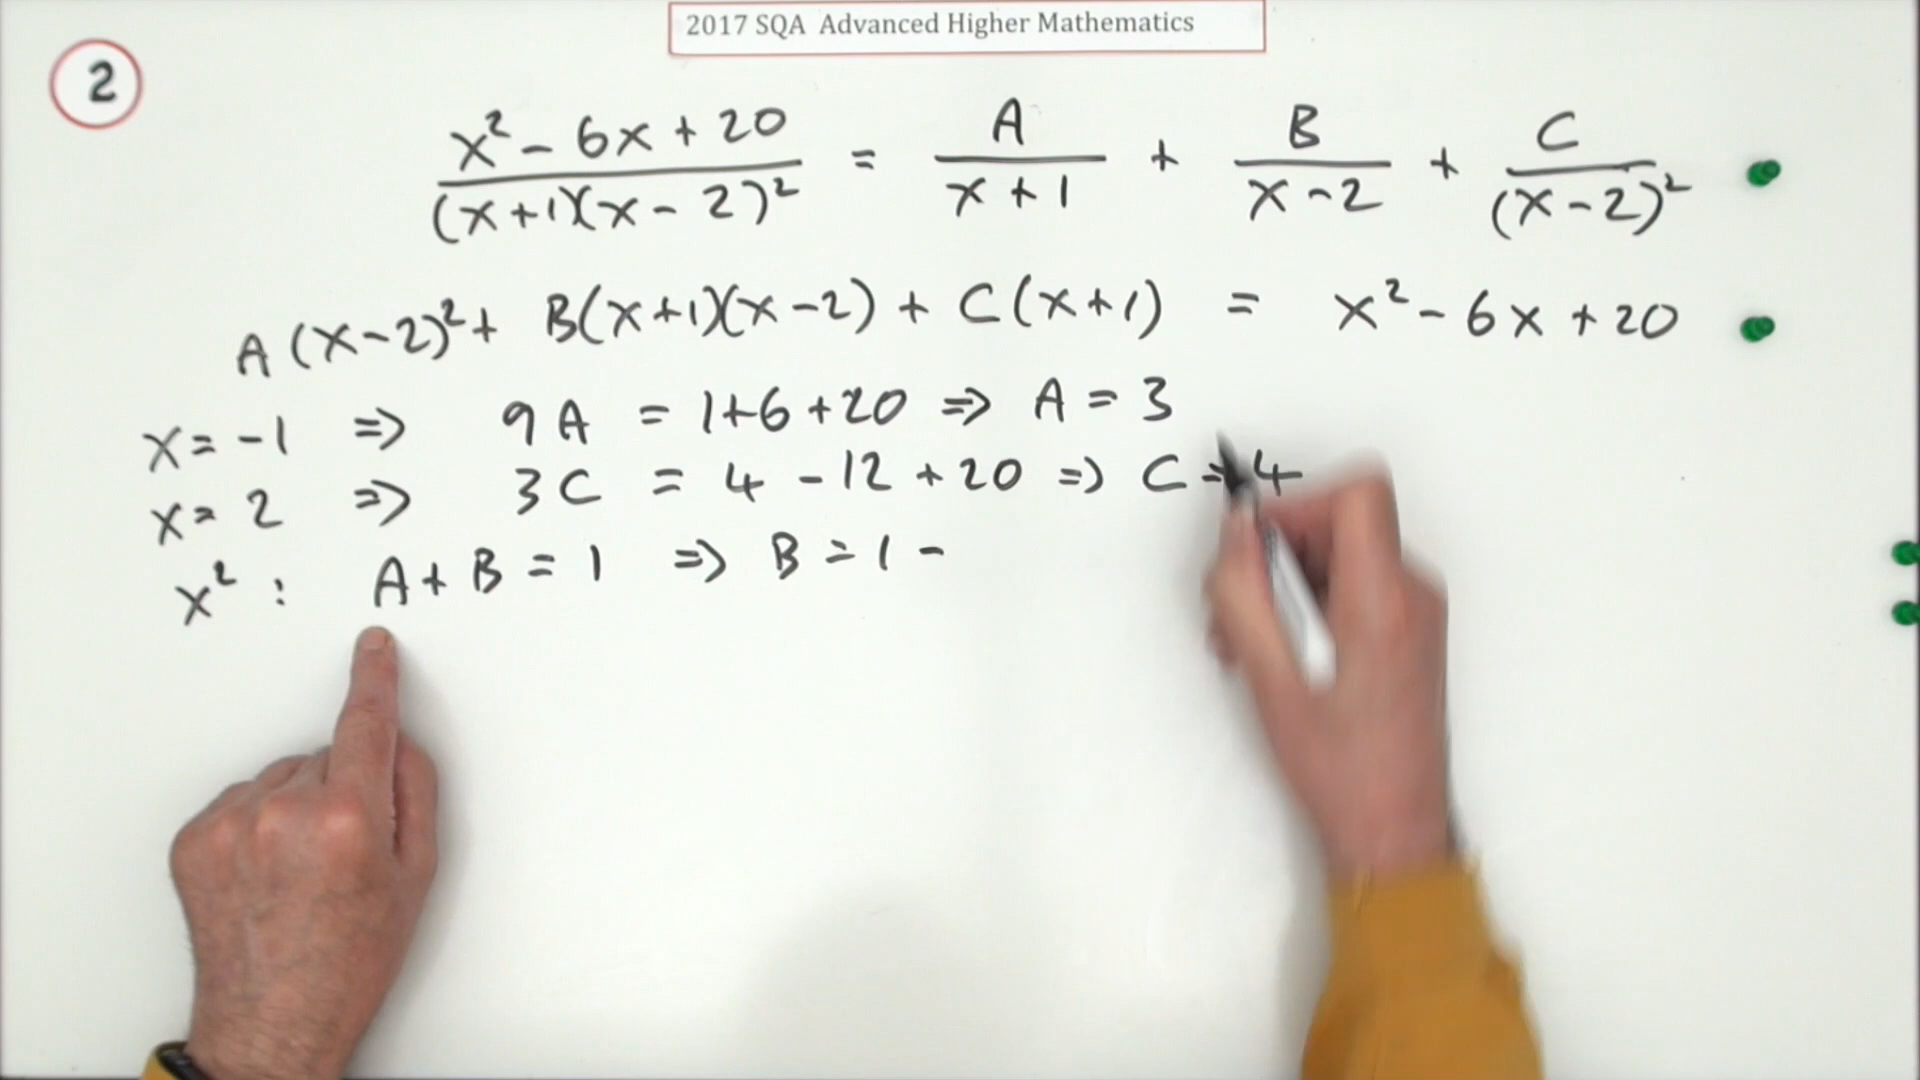 2017 SQA Advanced Higher Mathematics
2
x² - 6x + 20 / (x+1)(x-2)² = A / x+1 + B / x-2 + C / (x-2)²
A(x-2)² + B(x+1)(x-2) + C(x+1) = x² - 6x + 20
x = -1 => 9A = 1+6+20 => A = 3
x = 2 => 3C = 4 - 12 + 20 => C = 4
x² : A + B = 1 => B = 1 -